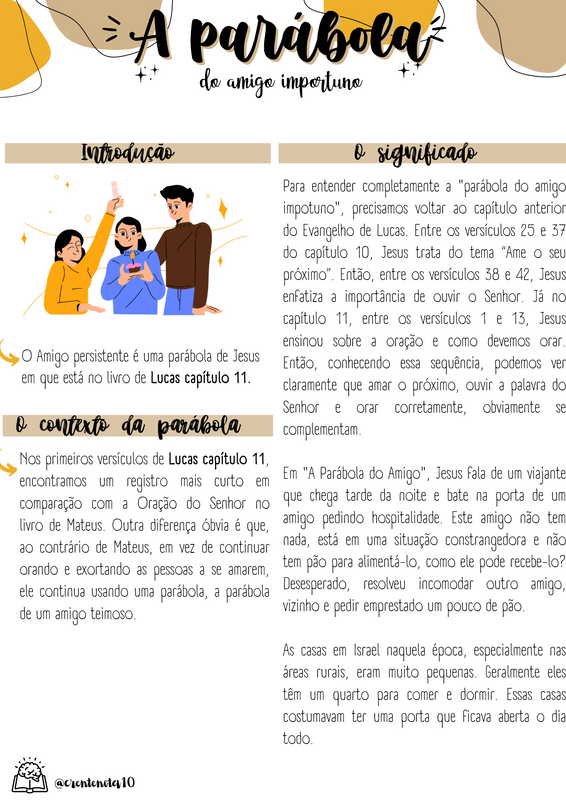 A parábola
do amigo importuno
Introdução
O Amigo persistente é uma parábola de Jesus
em que está no livro de Lucas capítulo 11.
O contexto da parábola
Nos primeiros versículos de Lucas capítulo 11,
encontramos um registro mais curto em
comparação com a Oração do Senhor no
livro de Mateus. Outra diferença óbvia é que,
ao contrário de Mateus, em vez de continuar
orando e exortando as pessoas a se amarem,
ele continua usando uma parábola, a parábola
de um amigo teimoso.
O significado
Para entender completamente a "parábola do amigo
impotuno", precisamos voltar ao capítulo anterior
do Evangelho de Lucas. Entre os versículos 25 e 37
do capítulo 10, Jesus trata do tema “Ame o seu
próximo”. Então, entre os versículos 38 e 42, Jesus
enfatiza a importância de ouvir o Senhor. Já no
capítulo 11, entre os versículos 1 e 13, Jesus
ensinou sobre a oração e como devemos orar.
Então, conhecendo essa sequência, podemos ver
claramente que amar o próximo, ouvir a palavra do
Senhor e orar corretamente, obviamente se
complementam.
Em "A Parábola do Amigo", Jesus fala de um viajante
que chega tarde da noite e bate na porta de um
amigo pedindo hospitalidade. Este amigo não tem
nada, está em uma situação constrangedora e não
tem pão para alimentá-lo, como ele pode recebe-lo?
Desesperado, resolveu incomodar outro amigo,
vizinho e pedir emprestado um pouco de pão.
As casas em Israel naquela época, especialmente nas
áreas rurais, eram muito pequenas. Geralmente eles
têm um quarto para comer e dormir. Essas casas
costumavam ter uma porta que ficava aberta o dia
todo.